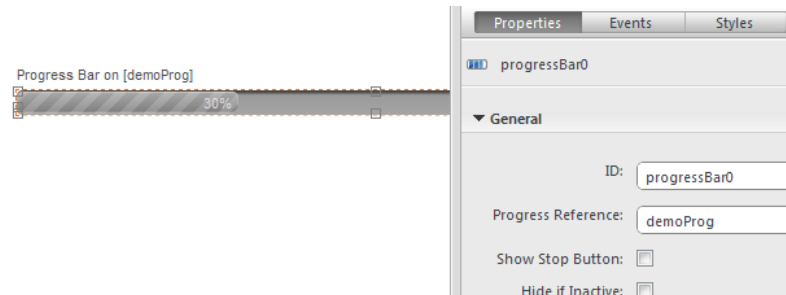 Properties Events Styles
progressBar0
Progress Bar on [demoProg]
30%
General
ID: progressBar0
Progress Reference: demoProg
Show Stop Button:
Hide if Inactive: